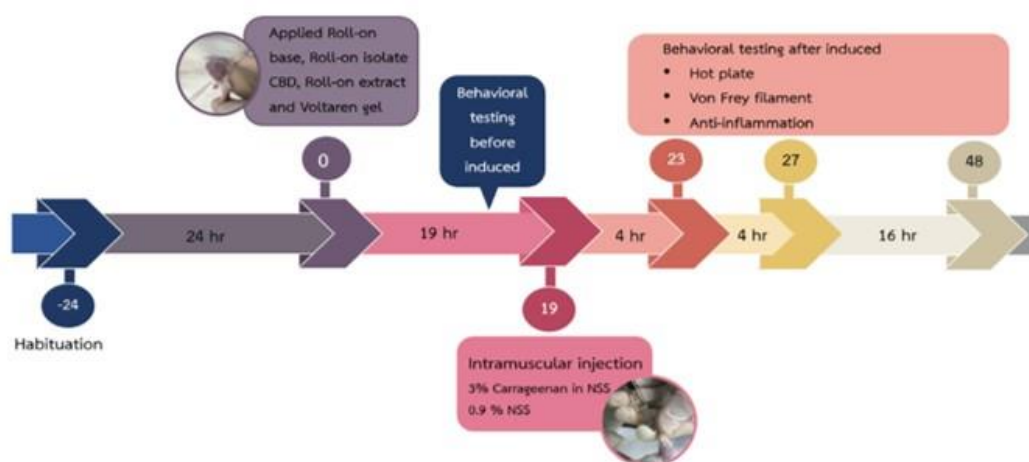 Applied Roll-on
base, Roll-on isolate
CBD, Roll-on extract
and Voltaren gel
Behavioral
testing
before
induced
Behavioral testing after induced
• Hot plate
• Von Frey filament
• Anti-inflammation
0
23
27
48
24 hr
19 hr
4 hr
4 hr
16 hr
-24
Habituation
19
Intramuscular injection
3% Carrageenan in NSS
0.9 % NSS